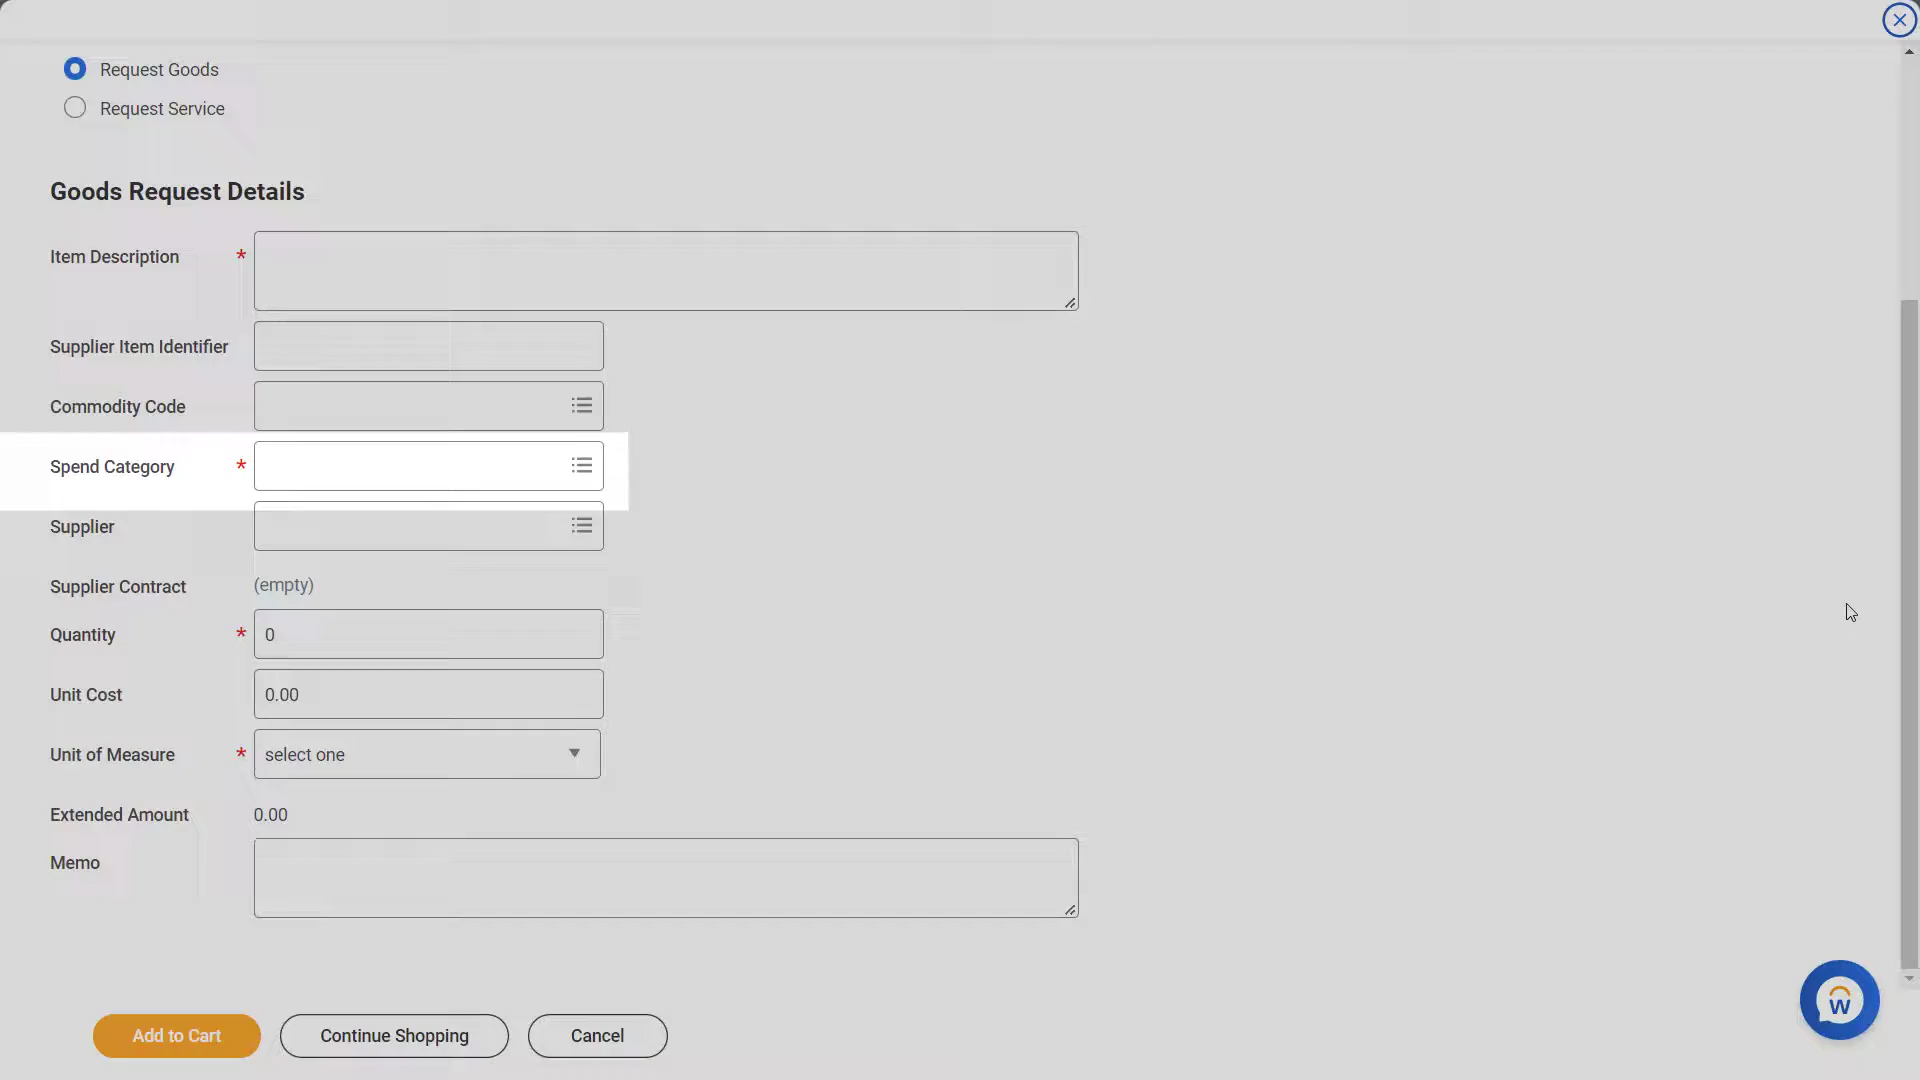 Request Goods
Request Service
Goods Request Details
Item Description *
Supplier Item Identifier
Commodity Code
Spend Category *
Supplier
Supplier Contract (empty)
Quantity * 0
Unit Cost 0.00
Unit of Measure * select one
Extended Amount 0.00
Memo
w
Add to Cart Continue Shopping Cancel